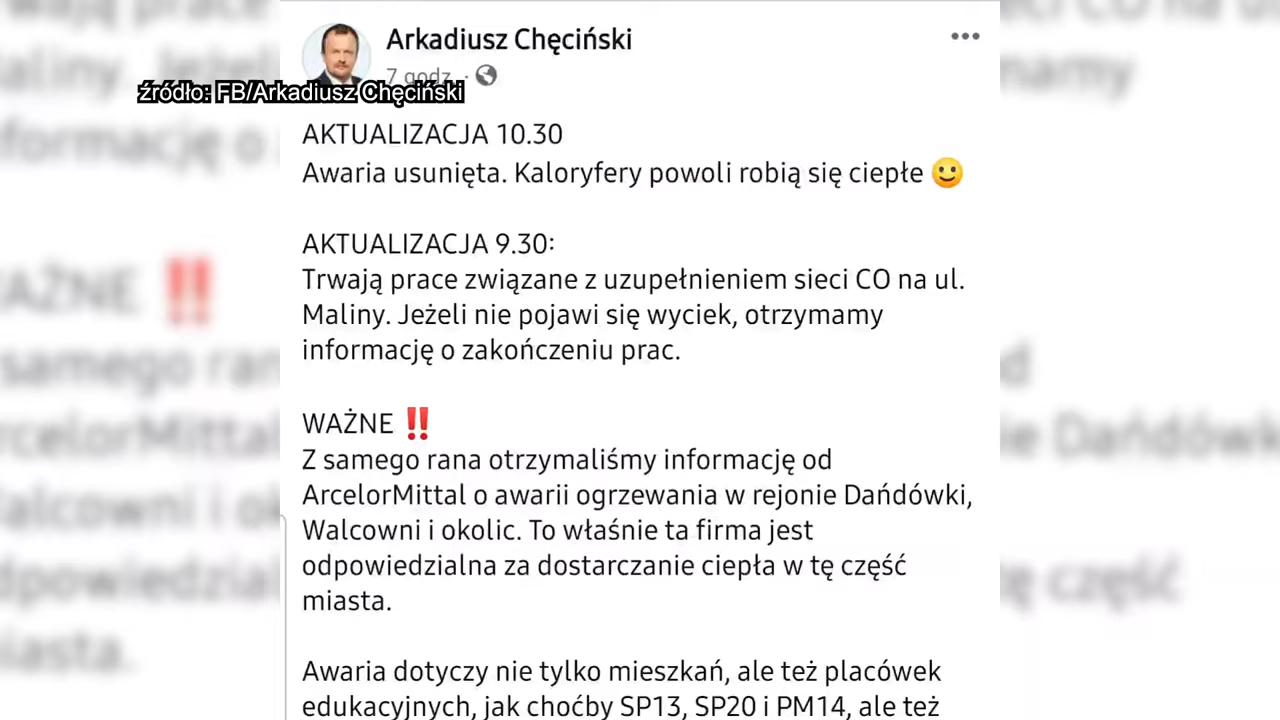 Arkadiusz Chęciński
7 godz. ·
źródło: FB/Arkadiusz Chęciński
AKTUALIZACJA 10.30
Awaria usunięta. Kaloryfery powoli robią się ciepłe 🙂
AKTUALIZACJA 9.30:
Trwają prace związane z uzupełnieniem sieci CO na ul.
Maliny. Jeżeli nie pojawi się wyciek, otrzymamy
informację o zakończeniu prac.
WAŻNE ‼️
Z samego rana otrzymaliśmy informację od
ArcelorMittal o awarii ogrzewania w rejonie Dańdówki,
Walcowni i okolic. To właśnie ta firma jest
odpowiedzialna za dostarczanie ciepła w tę część
miasta.
Awaria dotyczy nie tylko mieszkań, ale też placówek
edukacyjnych, jak choćby SP13, SP20 i PM14, ale też